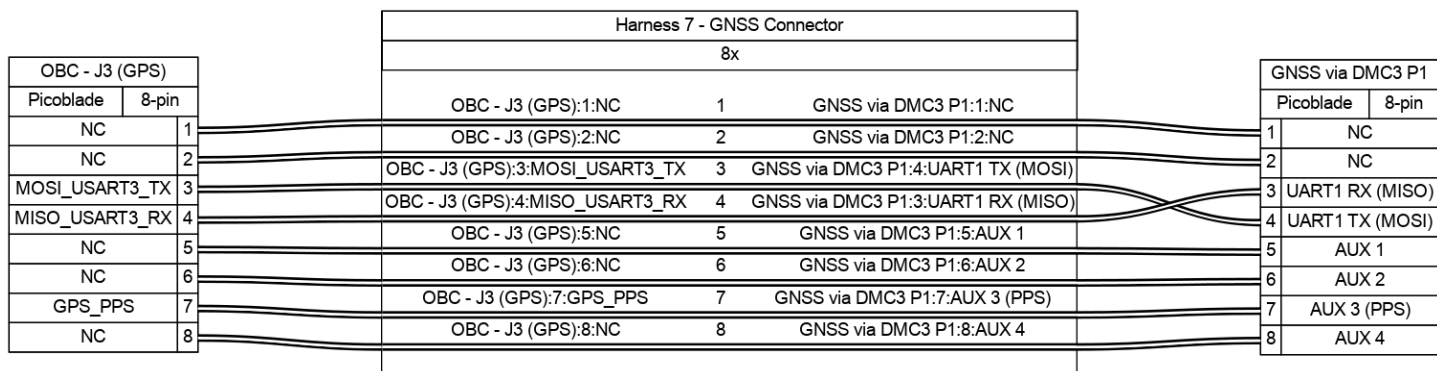 Harness 7 - GNSS Connector
8x
OBC - J3 (GPS)
Picoblade 8-pin
NC 1
NC 2
MOSI_USART3_TX 3
MISO_USART3_RX 4
NC 5
NC 6
GPS_PPS 7
NC 8
OBC - J3 (GPS):1:NC 1 GNSS via DMC3 P1:1:NC
OBC - J3 (GPS):2:NC 2 GNSS via DMC3 P1:2:NC
OBC - J3 (GPS):3:MOSI_USART3_TX 3 GNSS via DMC3 P1:4:UART1 TX (MOSI)
OBC - J3 (GPS):4:MISO_USART3_RX 4 GNSS via DMC3 P1:3:UART1 RX (MISO)
OBC - J3 (GPS):5:NC 5 GNSS via DMC3 P1:5:AUX 1
OBC - J3 (GPS):6:NC 6 GNSS via DMC3 P1:6:AUX 2
OBC - J3 (GPS):7:GPS_PPS 7 GNSS via DMC3 P1:7:AUX 3 (PPS)
OBC - J3 (GPS):8:NC 8 GNSS via DMC3 P1:8:AUX 4
GNSS via DMC3 P1
Picoblade 8-pin
1 NC
2 NC
3 UART1 RX (MISO)
4 UART1 TX (MOSI)
5 AUX 1
6 AUX 2
7 AUX 3 (PPS)
8 AUX 4